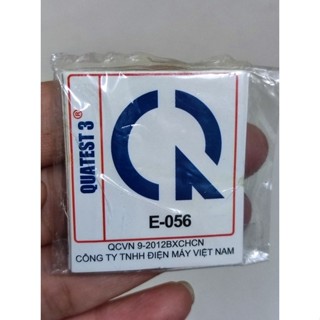 QUATEST 3®
E-056
QCVN 9-2012BXCHCN
CÔNG TY TNHH ĐIỆN MÁY VIỆT NAM